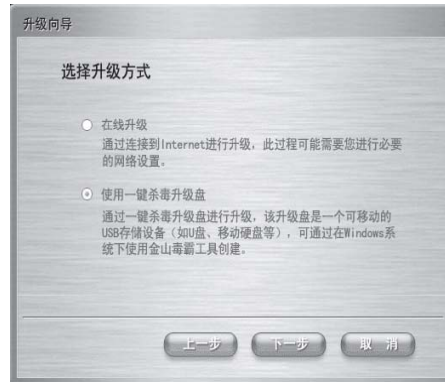 升级向导
选择升级方式
在线升级
通过连接到Internet进行升级，此过程可能需要您进行必要
的网络设置。
使用一键杀毒升级盘
通过一键杀毒升级盘进行升级，该升级盘是一个可移动的
USB存储设备（如U盘、移动硬盘等），可通过在Windows系
统下使用金山毒霸工具创建。
上一步 下一步 取 消